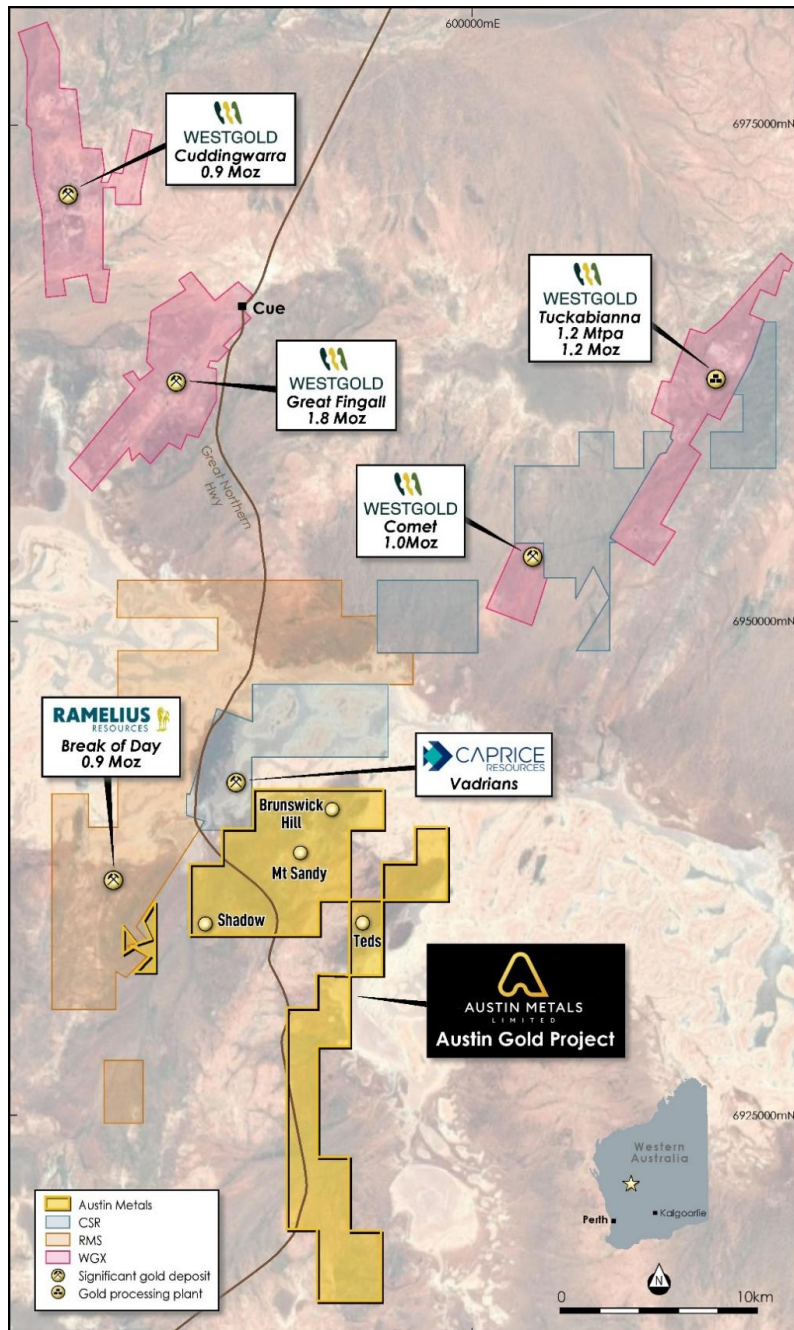 600000mE
6975000mN
WESTGOLD
Cuddingwarra
0.9 Moz
Cue
WESTGOLD
Tuckabianna
1.2 Mtpa
1.2 Moz
WESTGOLD
Great Fingall
1.8 Moz
Great Northern
Hwy
WESTGOLD
Comet
1.0Moz
6950000mN
RAMELIUS
RESOURCES
Break of Day
0.9 Moz
CAPRICE
RESOURCES
Vadrians
Brunswick
Hill
Mt Sandy
Shadow
Teds
AUSTIN METALS
LIMITED
Austin Gold Project
6925000mN
Western
Australia
Kalgoorlie
Perth
Austin Metals
CSR
RMS
WGX
Significant gold deposit
Gold processing plant
N
0 10km